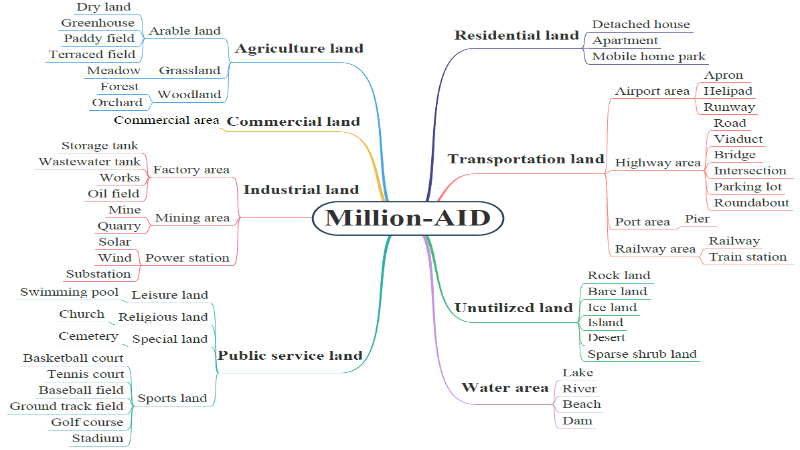 Million-AID
Agriculture land
Arable land
Dry land
Greenhouse
Paddy field
Terraced field
Grassland
Meadow
Woodland
Forest
Orchard
Commercial land
Commercial area
Industrial land
Factory area
Storage tank
Wastewater tank
Works
Oil field
Mining area
Mine
Quarry
Power station
Solar
Wind
Substation
Public service land
Leisure land
Swimming pool
Religious land
Church
Special land
Cemetery
Sports land
Basketball court
Tennis court
Baseball field
Ground track field
Golf course
Stadium
Residential land
Detached house
Apartment
Mobile home park
Transportation land
Airport area
Apron
Helipad
Runway
Highway area
Road
Viaduct
Bridge
Intersection
Parking lot
Roundabout
Port area
Pier
Railway area
Railway
Train station
Unutilized land
Rock land
Bare land
Ice land
Island
Desert
Sparse shrub land
Water area
Lake
River
Beach
Dam